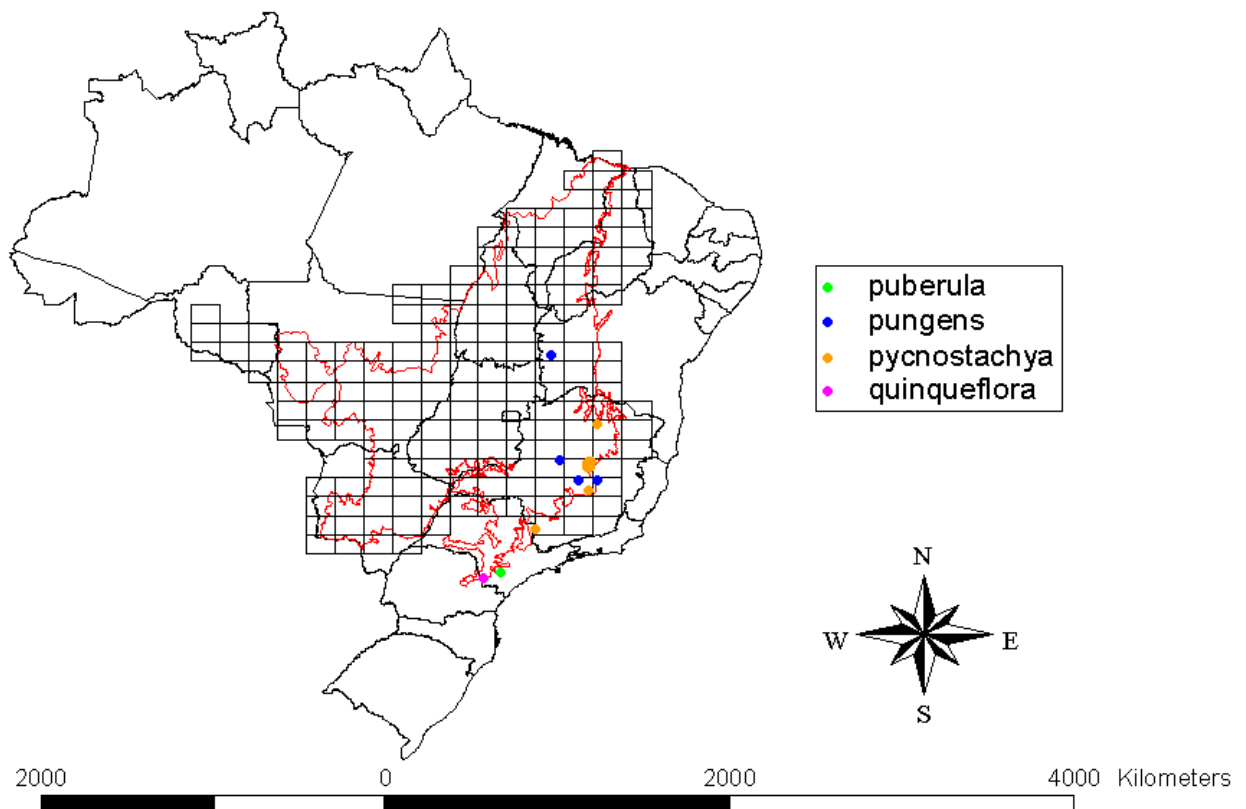 puberula
pungens
pycnostachya
quinqueflora
N
W E
S
2000 0 2000 4000 Kilometers